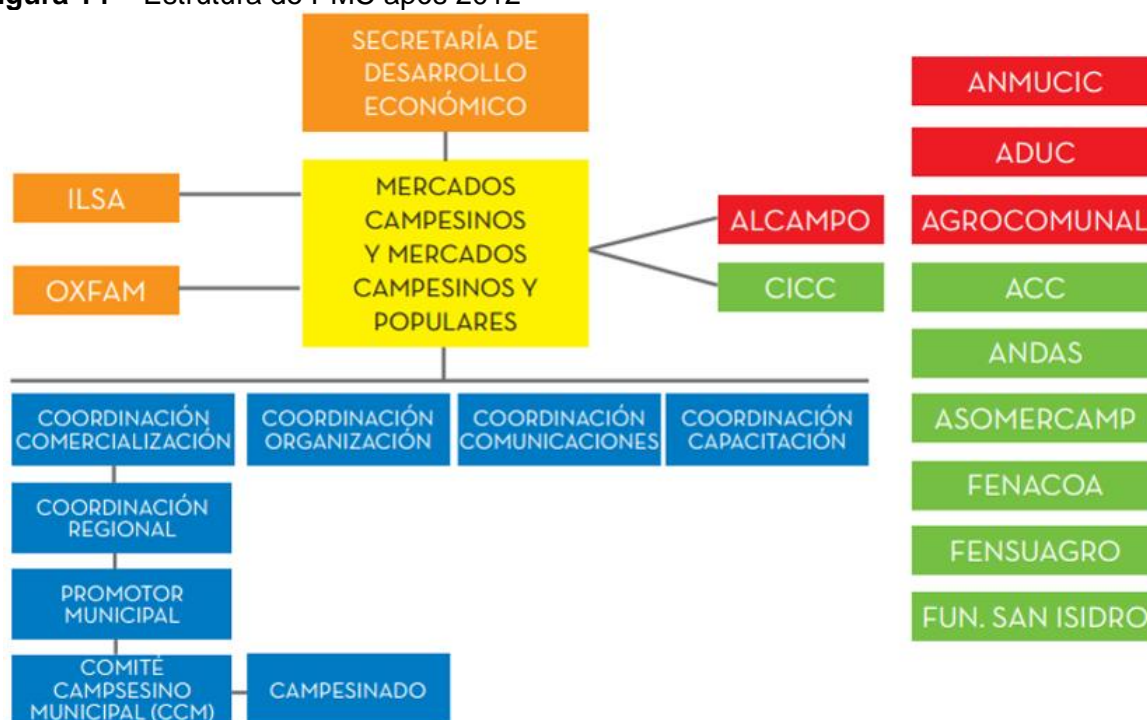 Estrutura do PMC após 2012
SECRETARÍA DE
DESARROLLO
ECONÓMICO
ILSA
OXFAM
MERCADOS
CAMPESINOS
Y MERCADOS
CAMPESINOS Y
POPULARES
ALCAMPO
CICC
ANMUCIC
ADUC
AGROCOMUNAL
ACC
ANDAS
ASOMERCAMP
FENACOA
FENSUAGRO
FUN. SAN ISIDRO
COORDINACIÓN
COMERCIALIZACIÓN
COORDINACIÓN
ORGANIZACIÓN
COORDINACIÓN
COMUNICACIONES
COORDINACIÓN
CAPACITACIÓN
COORDINACIÓN
REGIONAL
PROMOTOR
MUNICIPAL
COMITÉ
CAMPSESINO
MUNICIPAL (CCM)
CAMPESINADO